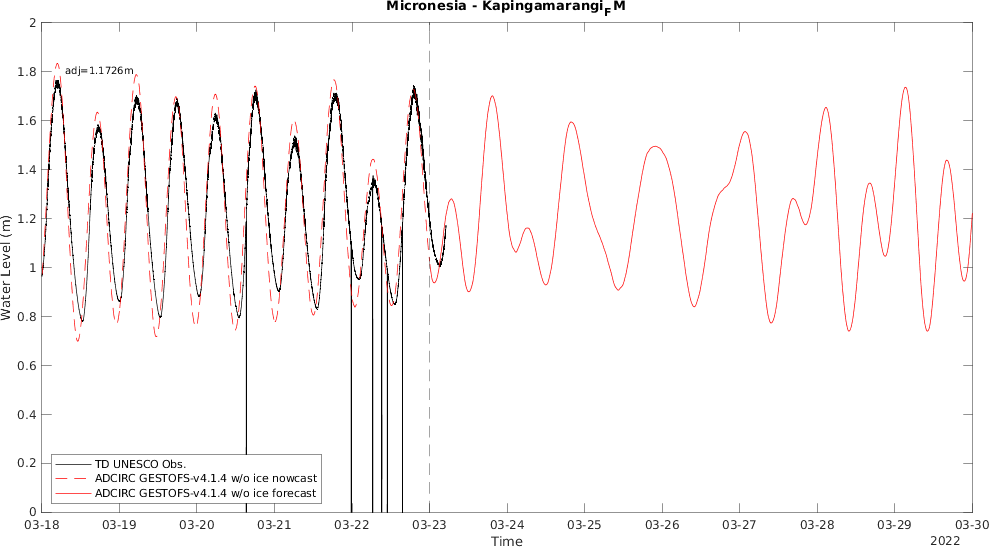 Micronesia - Kapingamarangi_FM
2
1.8
1.6
1.4
1.2
1
0.8
0.6
0.4
0.2
0
Water Level (m)
adj=1.1726m
TD UNESCO Obs.
ADCIRC GESTOFS-v4.1.4 w/o ice nowcast
ADCIRC GESTOFS-v4.1.4 w/o ice forecast
03-18 03-19 03-20 03-21 03-22 03-23 03-24 03-25 03-26 03-27 03-28 03-29 03-30
Time
2022